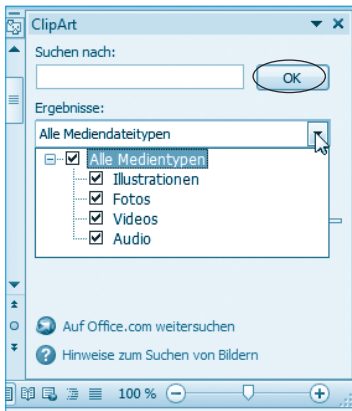 ClipArt
Suchen nach:
OK
Ergebnisse:
Alle Mediendateitypen
Alle Medientypen
Illustrationen
Fotos
Videos
Audio
Auf Office.com weitersuchen
Hinweise zum Suchen von Bildern
100 %